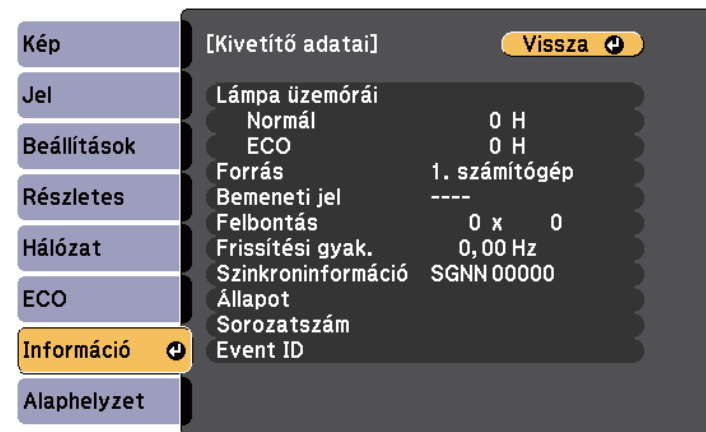 Kép
Jel
Beállítások
Részletes
Hálózat
ECO
Információ
Alaphelyzet
[Kivetítő adatai] Vissza
Lámpa üzemórái
Normál 0 H
ECO 0 H
Forrás 1. számítógép
Bemeneti jel ----
Felbontás 0 x 0
Frissítési gyak. 0,00 Hz
Szinkroninformáció SGNN 00000
Állapot
Sorozatszám
Event ID